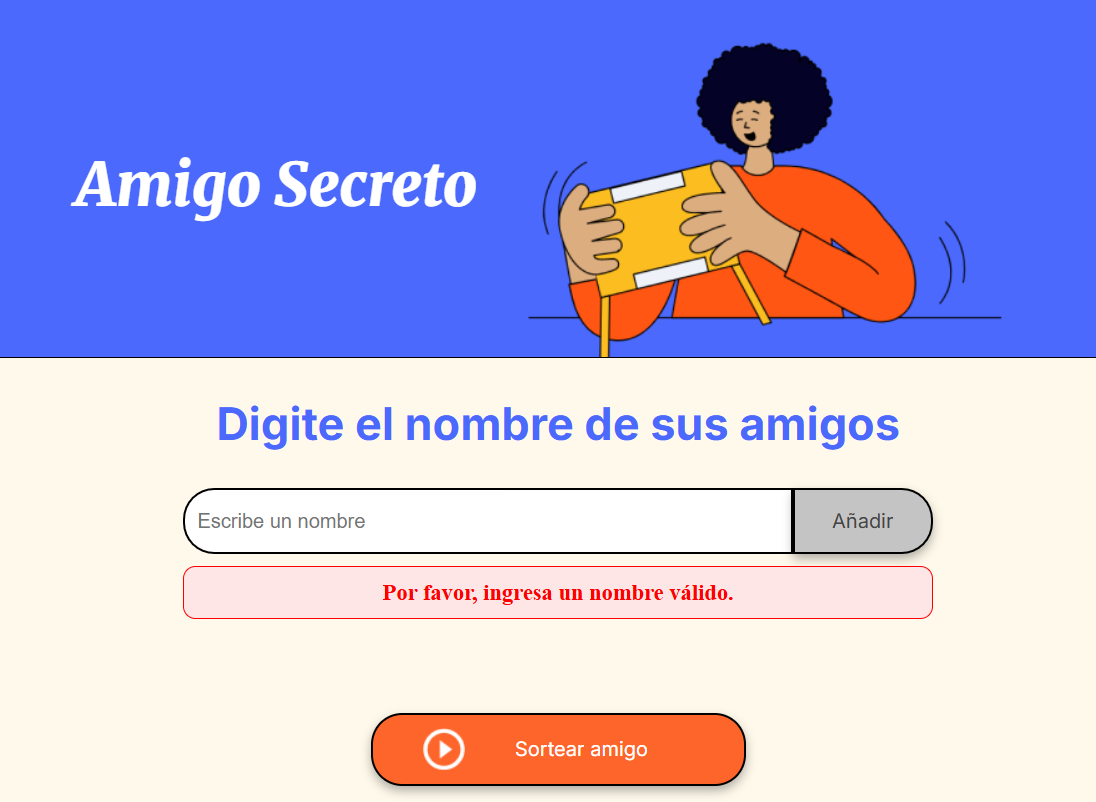 Amigo Secreto
Digite el nombre de sus amigos
Escribe un nombre
Añadir
Por favor, ingresa un nombre válido.
Sortear amigo